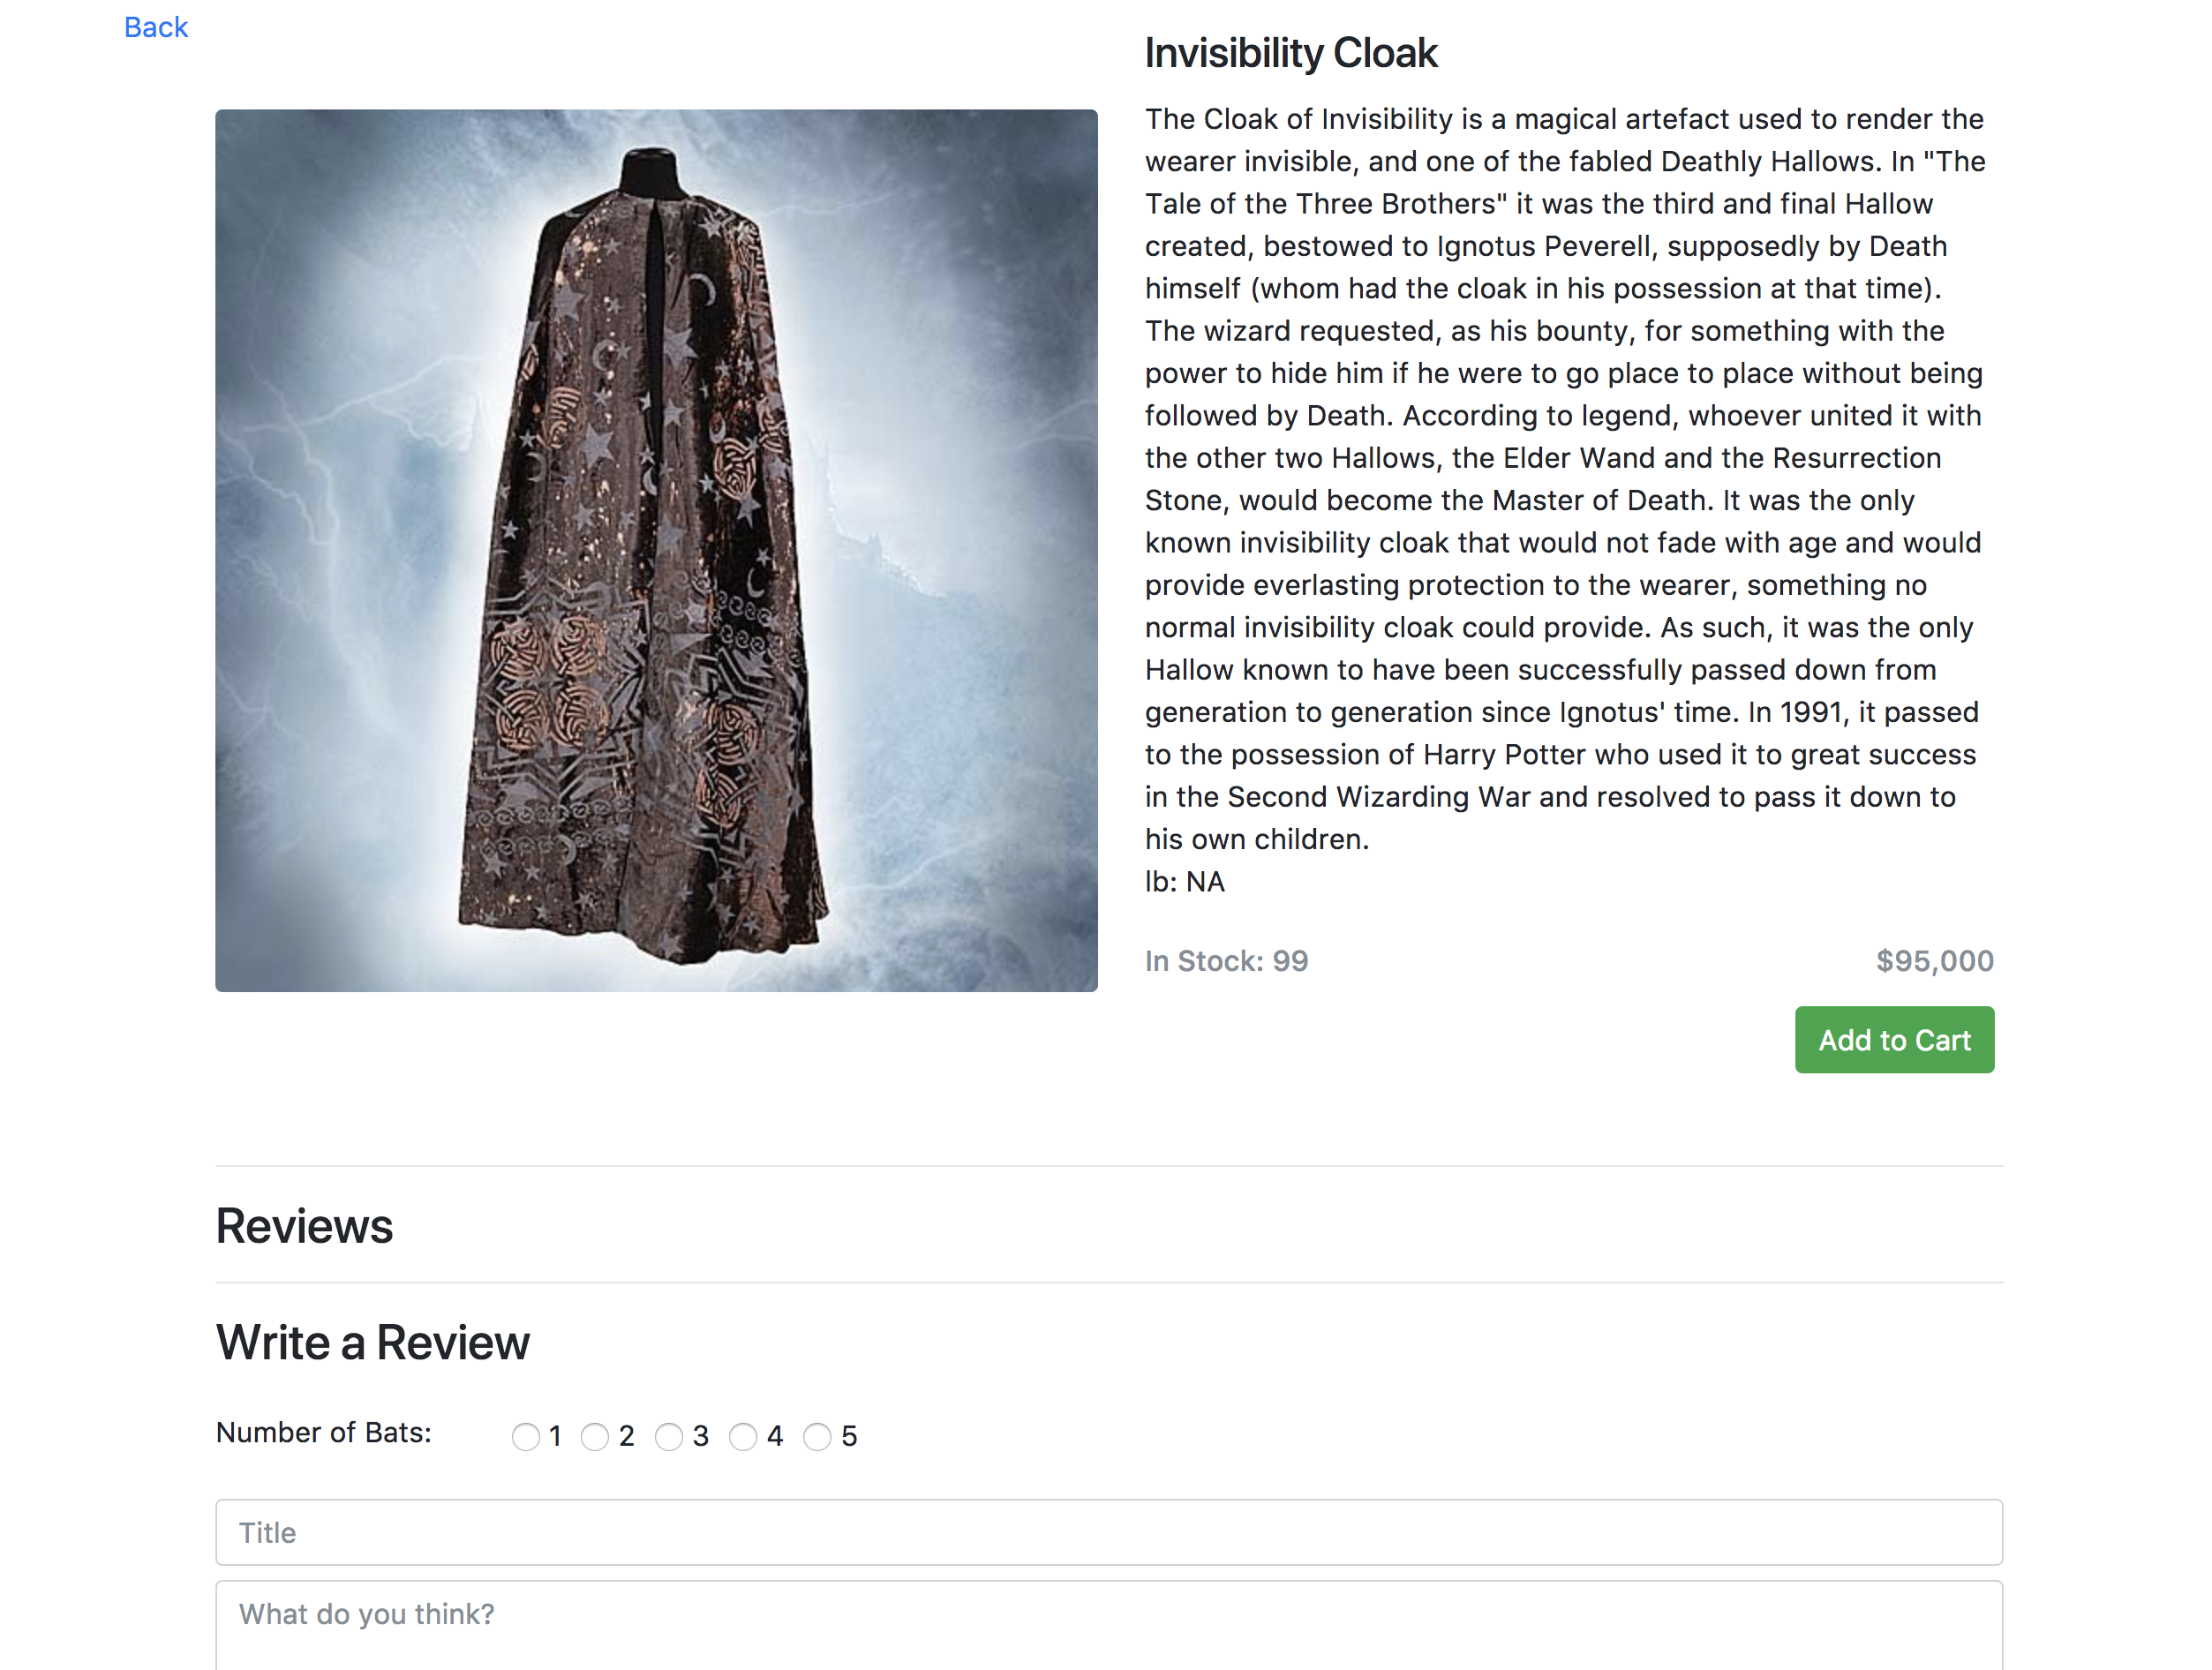 Back
Invisibility Cloak
The Cloak of Invisibility is a magical artefact used to render the
wearer invisible, and one of the fabled Deathly Hallows. In "The
Tale of the Three Brothers" it was the third and final Hallow
created, bestowed to Ignotus Peverell, supposedly by Death
himself (whom had the cloak in his possession at that time).
The wizard requested, as his bounty, for something with the
power to hide him if he were to go place to place without being
followed by Death. According to legend, whoever united it with
the other two Hallows, the Elder Wand and the Resurrection
Stone, would become the Master of Death. It was the only
known invisibility cloak that would not fade with age and would
provide everlasting protection to the wearer, something no
normal invisibility cloak could provide. As such, it was the only
Hallow known to have been successfully passed down from
generation to generation since Ignotus' time. In 1991, it passed
to the possession of Harry Potter who used it to great success
in the Second Wizarding War and resolved to pass it down to
his own children.
lb: NA
In Stock: 99 $95,000
Add to Cart
Reviews
Write a Review
Number of Bats: 1 2 3 4 5
Title
What do you think?